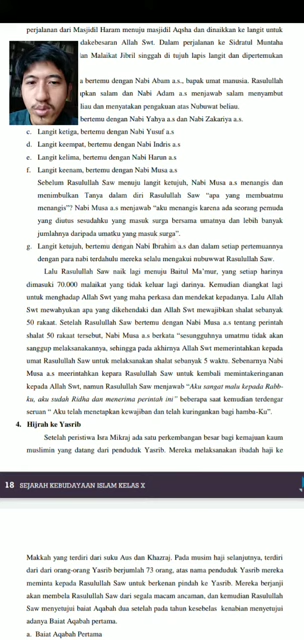 perjalanan dari Masjidil Haram menuju masjidil Aqsha dan dinaikkan ke langit untuk
dakebesaran Allah Swt. Dalam perjalanan ke Sidratul Muntaha
an Malaikat Jibril singgah di tujuh lapis langit dan dipertemukan
a bertemu dengan Nabi Abam a.s., bapak umat manusia. Rasulullah
apkan salam dan Nabi Adam a.s menjawab salam menyambut
liau dan menyatakan pengakuan atas Nubuwat beliau.
bertemu dengan Nabi Yahya a.s dan Nabi Zakariya a.s.
c. Langit ketiga, bertemu dengan Nabi Yusuf a.s
d. Langit keempat, bertemu dengan Nabi Indris a.s
e. Langit kelima, bertemu dengan Nabi Harun a.s
f. Langit keenam, bertemu dengan Nabi Musa a.s
Sebelum Rasulullah Saw menuju langit ketujuh, Nabi Musa a.s menangis dan
menimbulkan Tanya dalam diri Rasullah Saw "apa yang membuatmu
menangis"? Nabi Musa a.s menjawab "aku menangis karena ada seorang pemuda
yang diutus sesudahku yang masuk surga bersama umatnya dan lebih banyak
jumlahnya daripada umatku yang masuk surga".
g. Langit ketujuh, bertemu dengan Nabi Ibrahim a.s dan dalam setiap pertemuannya
dengan para nabi terdahulu mereka selalu mengakui nubuwwat Rasulullah Saw.
Lalu Rasulullah Saw naik lagi menuju Baitul Ma'mur, yang setiap harinya
dimasuki 70.000 malaikat yang tidak keluar lagi darinya. Kemudian diangkat lagi
untuk menghadap Allah Swt yang maha perkasa dan mendekat kepadanya. Lalu Allah
Swt mewahyukan apa yang dikehendaki dan Allah Swt mewajibkan shalat sebanyak
50 rakaat. Setelah Rasulullah Saw bertemu dengan Nabi Musa a.s tentang perintah
shalat 50 rakaat tersebut, Nabi Musa a.s berkata "sesungguhnya umatmu tidak akan
sanggup melaksanakannya, sehingga pada akhirnya Allah Swt memerintahkan kepada
umat Rasulullah Saw untuk melaksanakan shalat sebanyak 5 waktu. Sebenarnya Nabi
Musa a.s meerintahkan kepara Rasulullah Saw untuk kembali memintakeringanan
kepada Allah Swt, namun Rasulullah Saw menjawab "Aku sangat malu kepada Rabb-
ku, aku sudah Ridha dan menerima perintah ini" beberapa saat kemudian terdengar
seruan " Aku telah menetapkan kewajiban dan telah kuringankan bagi hamba-Ku".
4. Hijrah ke Yasrib
Setelah peristiwa Isra Mikraj ada satu perkembangan besar bagi kemajuan kaum
muslimin yang datang dari penduduk Yasrib. Mereka melaksanakan ibadah haji ke
18 SEJARAH KEBUDAYAAN ISLAM KELAS X
Makkah yang terdiri dari suku Aus dan Khazraj. Pada musim haji selanjutnya, terdiri
dari dari orang-orang Yasrib berjumlah 73 orang, atas nama penduduk Yasrib mereka
meminta kepada Rasulullah Saw untuk berkenan pindah ke Yasrib. Mereka berjanji
akan membela Rasulullah Saw dari segala macam ancaman, dan kemudian Rasulullah
Saw menyetujui baiat Aqabah dua setelah pada tahun kesebelas kenabian menyetujui
adanya Baiat Aqabah pertama.
a. Baiat Aqabah Pertama